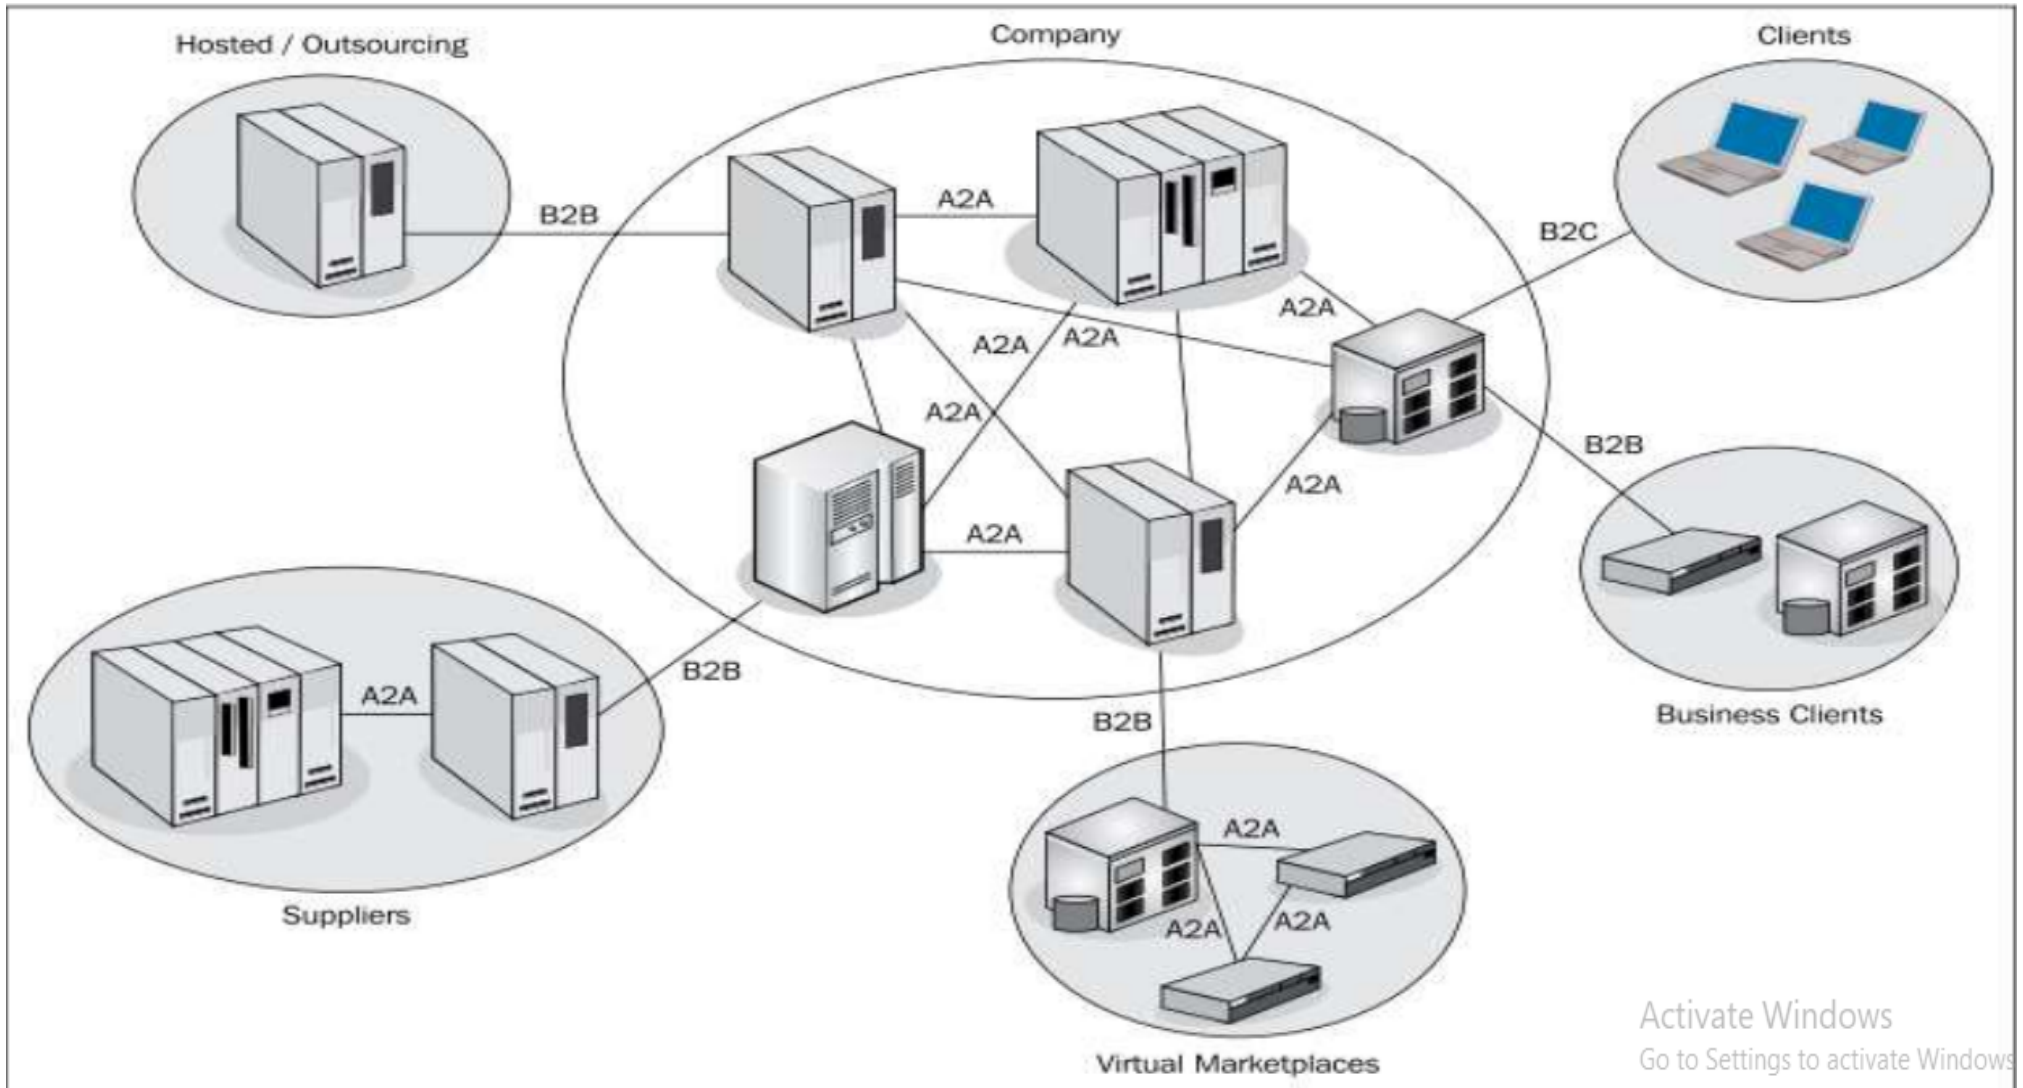 Hosted / Outsourcing
Company
Clients
B2B
A2A
B2C
A2A
A2A
A2A
A2A
B2B
A2A
A2A
B2B
A2A
B2B
Business Clients
A2A
A2A
A2A
Suppliers
Virtual Marketplaces
Activate Windows
Go to Settings to activate Windows